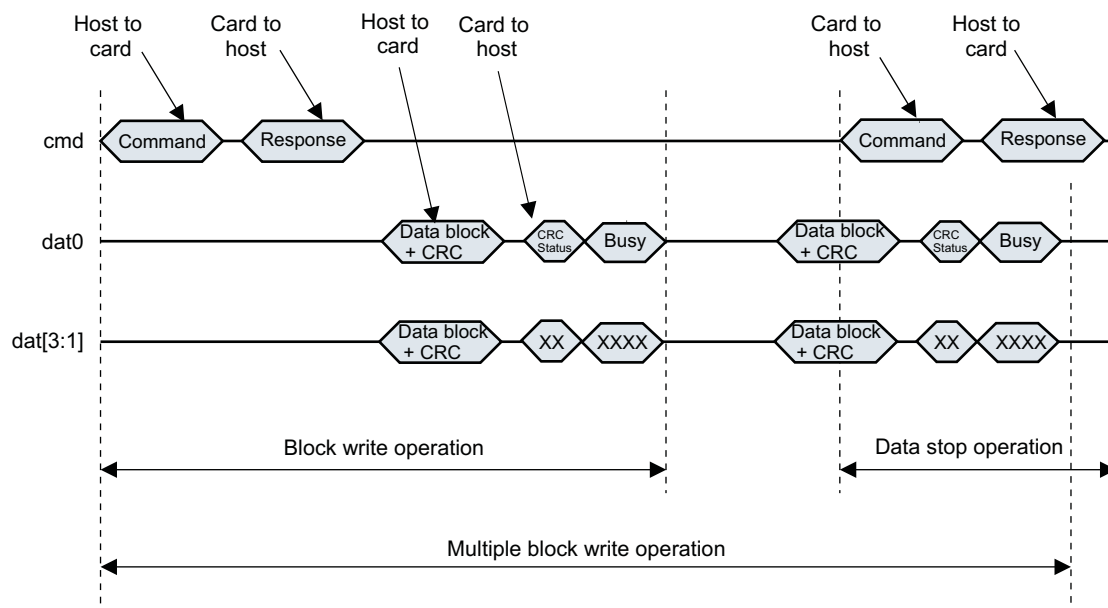 Host to
card
Card to
host
Host to
card
Card to
host
Card to
host
Host to
card
cmd
Command
Response
Command
Response
dat0
Data block
+ CRC
CRC
Status
Busy
Data block
+ CRC
CRC
Status
Busy
dat[3:1]
Data block
+ CRC
XX
XXXX
Data block
+ CRC
XX
XXXX
Block write operation
Data stop operation
Multiple block write operation